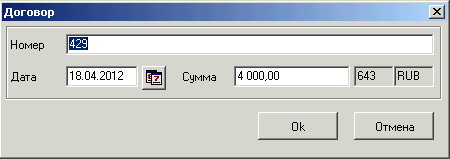 Договор
Номер 429
Дата 18.04.2012 Сумма 4 000,00 643 RUB
Ok Отмена